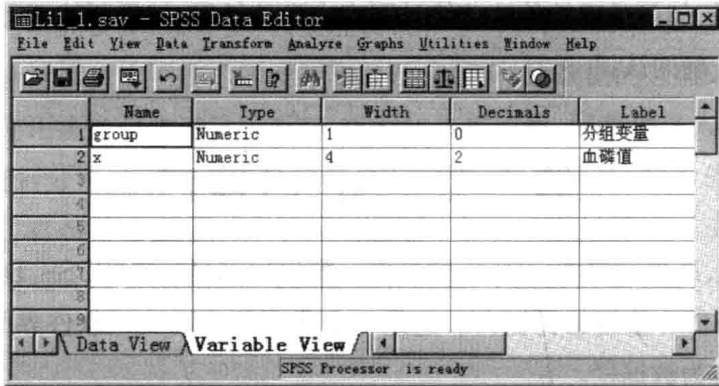 Li1_1.sav - SPSS Data Editor
File Edit View Data Transform Analyze Graphs Utilities Window Help
Name Type Width Decimals Label
1 group Numeric 1 0 分组变量
2 x Numeric 4 2 血磷值
3
4
5
6
7
8
9
Data View Variable View
SPSS Processor is ready